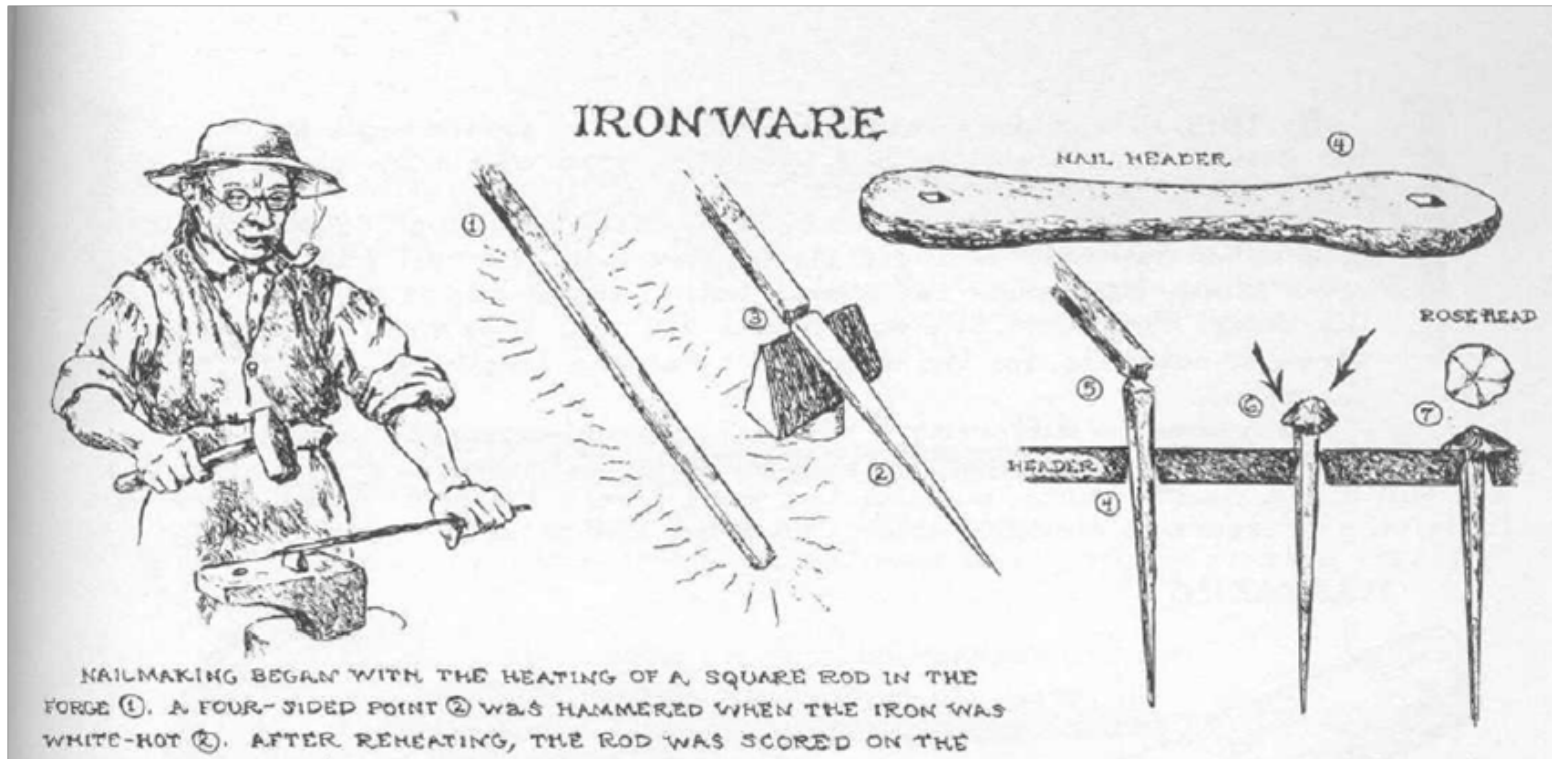 IRONWARE
NAIL HEADER ④
①
③
②
ROSEHEAD
⑤
⑥
⑦
HEADER
④
NAILMAKING BEGAN WITH THE HEATING OF A SQUARE ROD IN THE
FORGE ①. A FOUR-SIDED POINT ② WAS HAMMERED WHEN THE IRON WAS
WHITE-HOT ②. AFTER REHEATING, THE ROD WAS SCORED ON THE